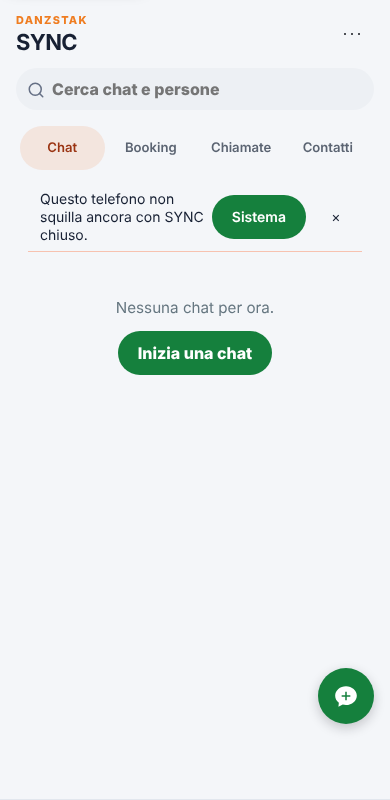 DANZSTAK
SYNC
...
Cerca chat e persone
Chat
Booking
Chiamate
Contatti
Questo telefono non
squilla ancora con SYNC
chiuso.
Sistema
×
Nessuna chat per ora.
Inizia una chat